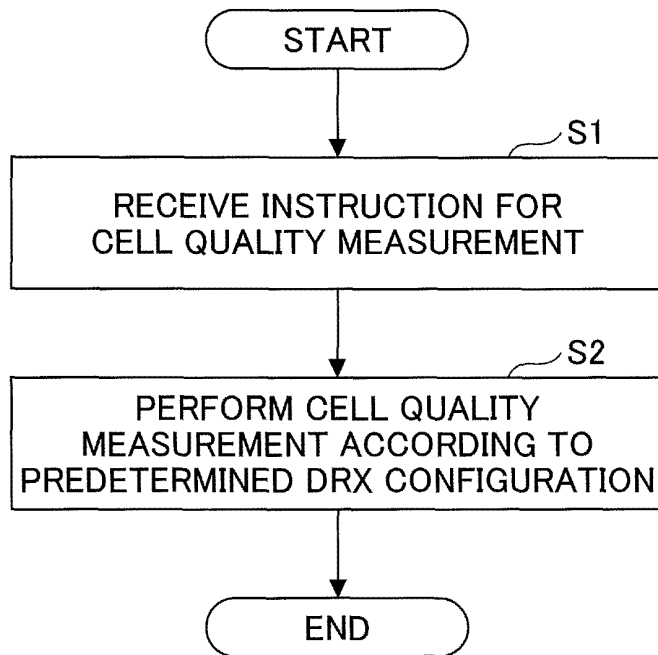 START
S1
RECEIVE INSTRUCTION FOR
CELL QUALITY MEASUREMENT
S2
PERFORM CELL QUALITY
MEASUREMENT ACCORDING TO
PREDETERMINED DRX CONFIGURATION
END